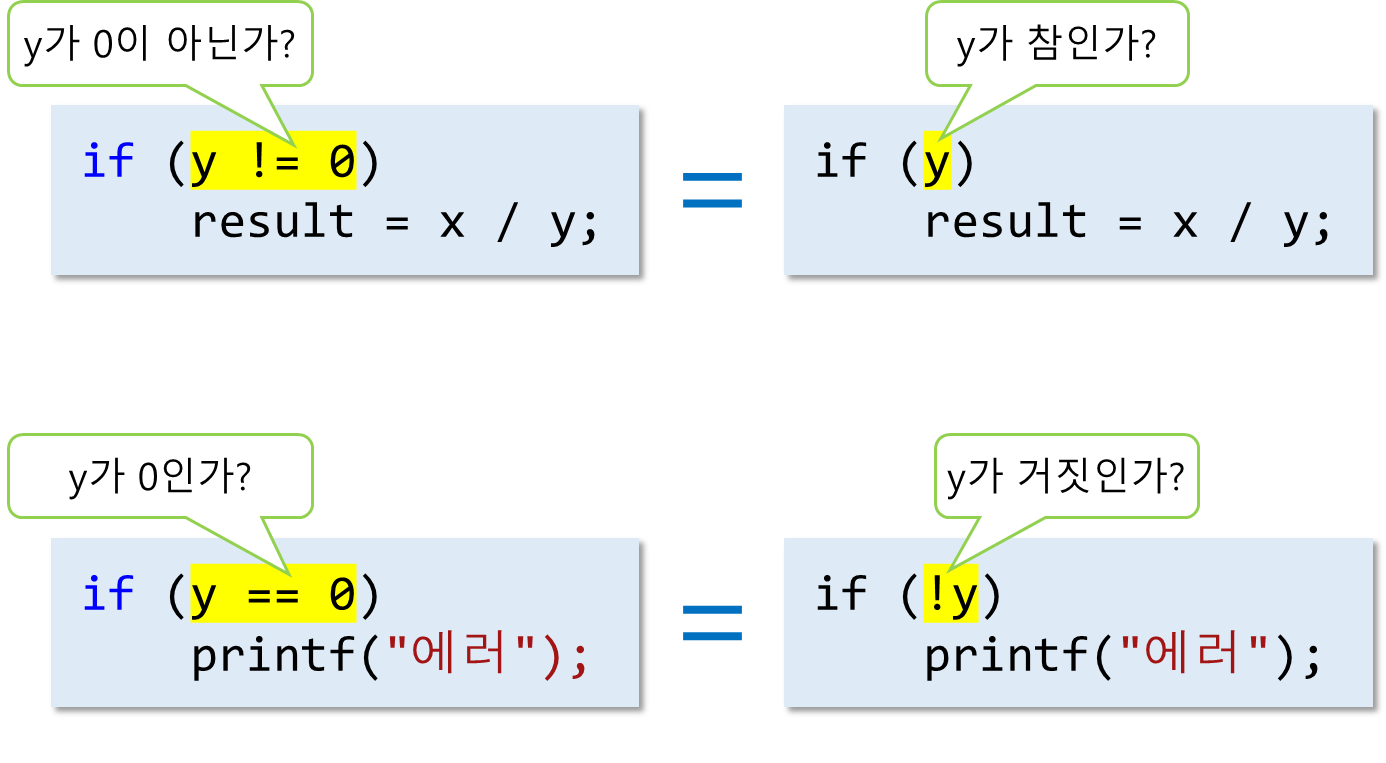 y가 0이 아닌가?
y가 참인가?
if (y != 0)
result = x / y;
=
if (y)
result = x / y;
y가 0인가?
y가 거짓인가?
if (y == 0)
printf("에러");
=
if (!y)
printf("에러");